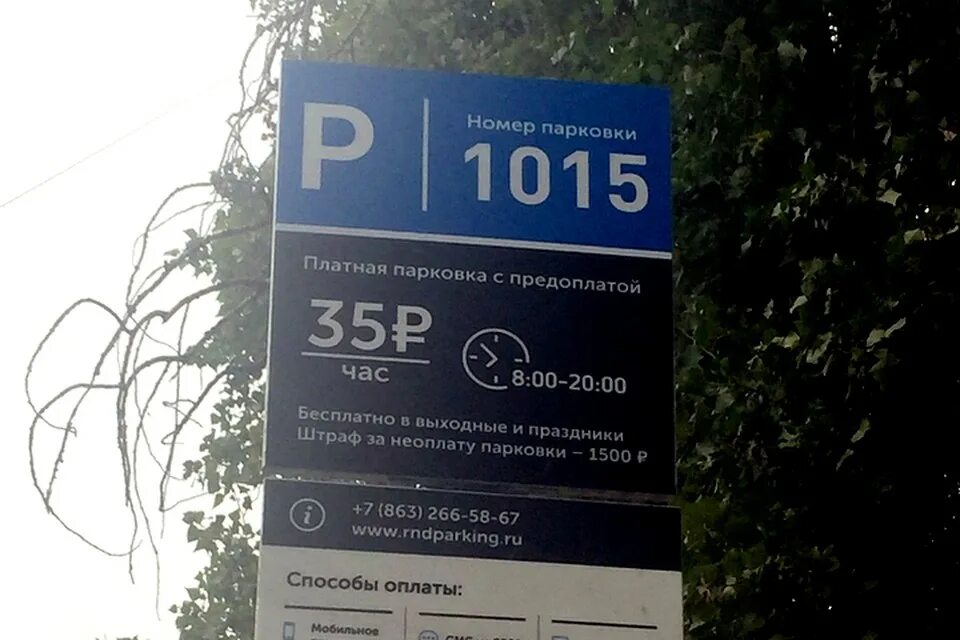 P
Номер парковки
1015
Платная парковка с предоплатой
35₽
час
8:00-20:00
Бесплатно в выходные и праздники
Штраф за неоплату парковки – 1500 ₽
i
+7 (863) 266-58-67
www.rndparking.ru
Способы оплаты:
Мобильное